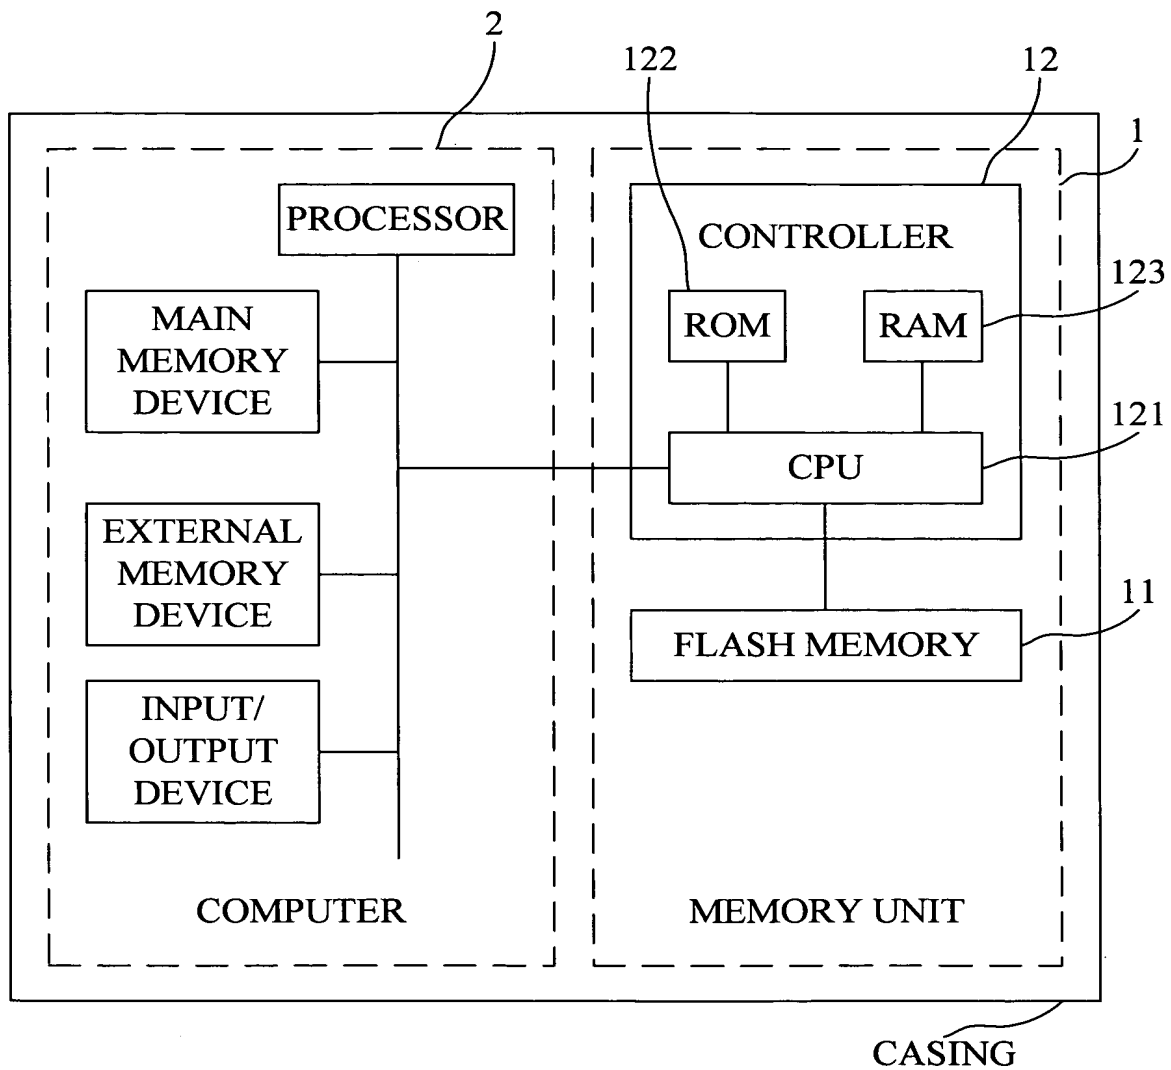 2
122
12
1
PROCESSOR
CONTROLLER
MAIN
MEMORY
DEVICE
ROM
RAM
123
CPU
121
EXTERNAL
MEMORY
DEVICE
FLASH MEMORY
11
INPUT/
OUTPUT
DEVICE
COMPUTER
MEMORY UNIT
CASING